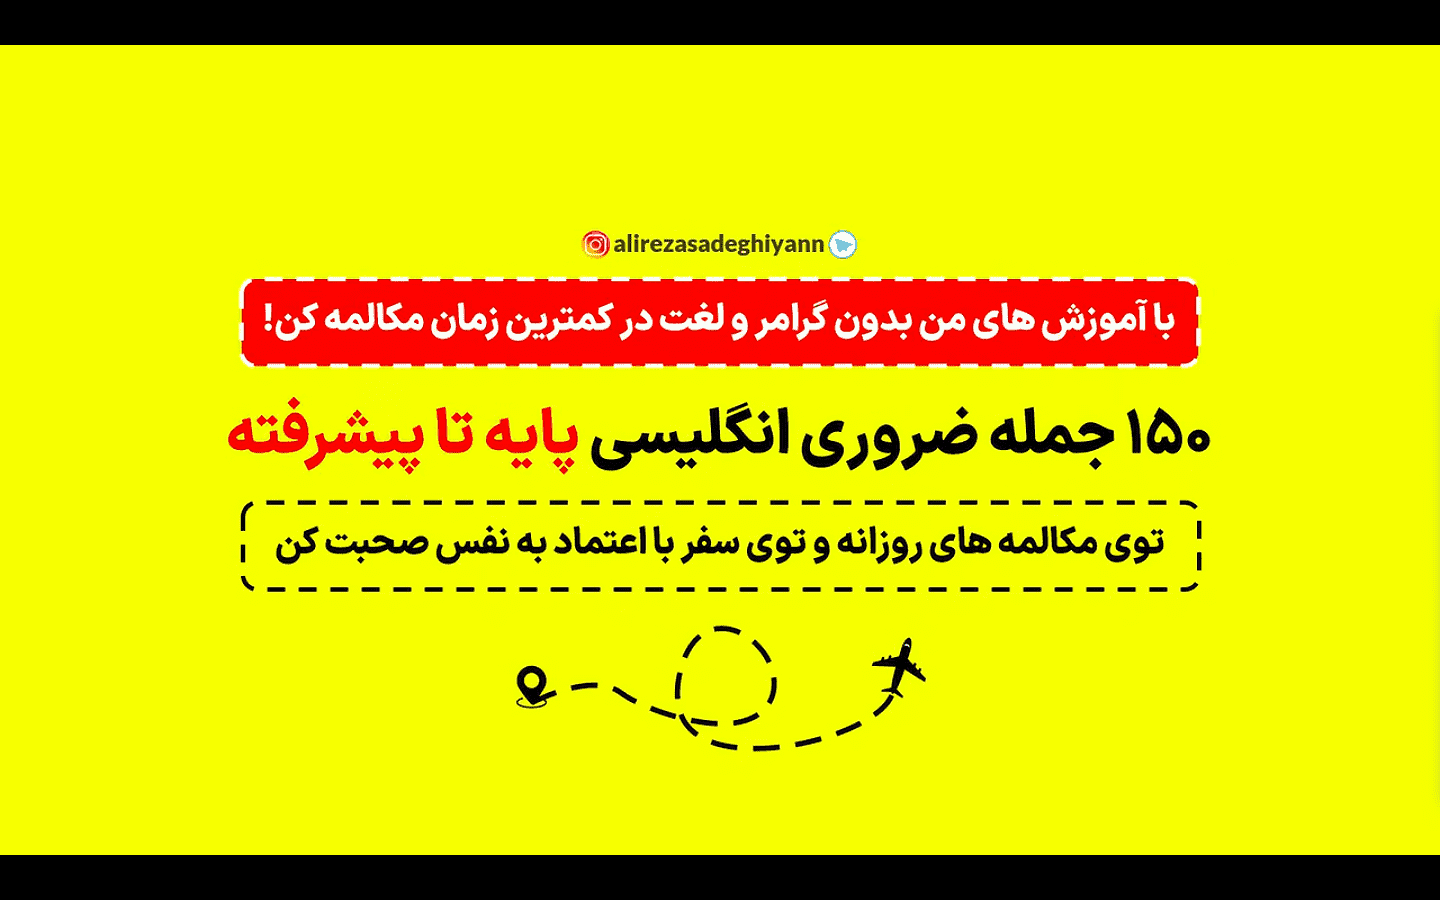 alirezasadeghiyann
با آموزش های من بدون گرامر و لغت در کمترین زمان مکالمه کن!
۱۵۰ جمله ضروری انگلیسی پایه تا پیشرفته
توی مکالمه های روزانه و توی سفر با اعتماد به نفس صحبت کن